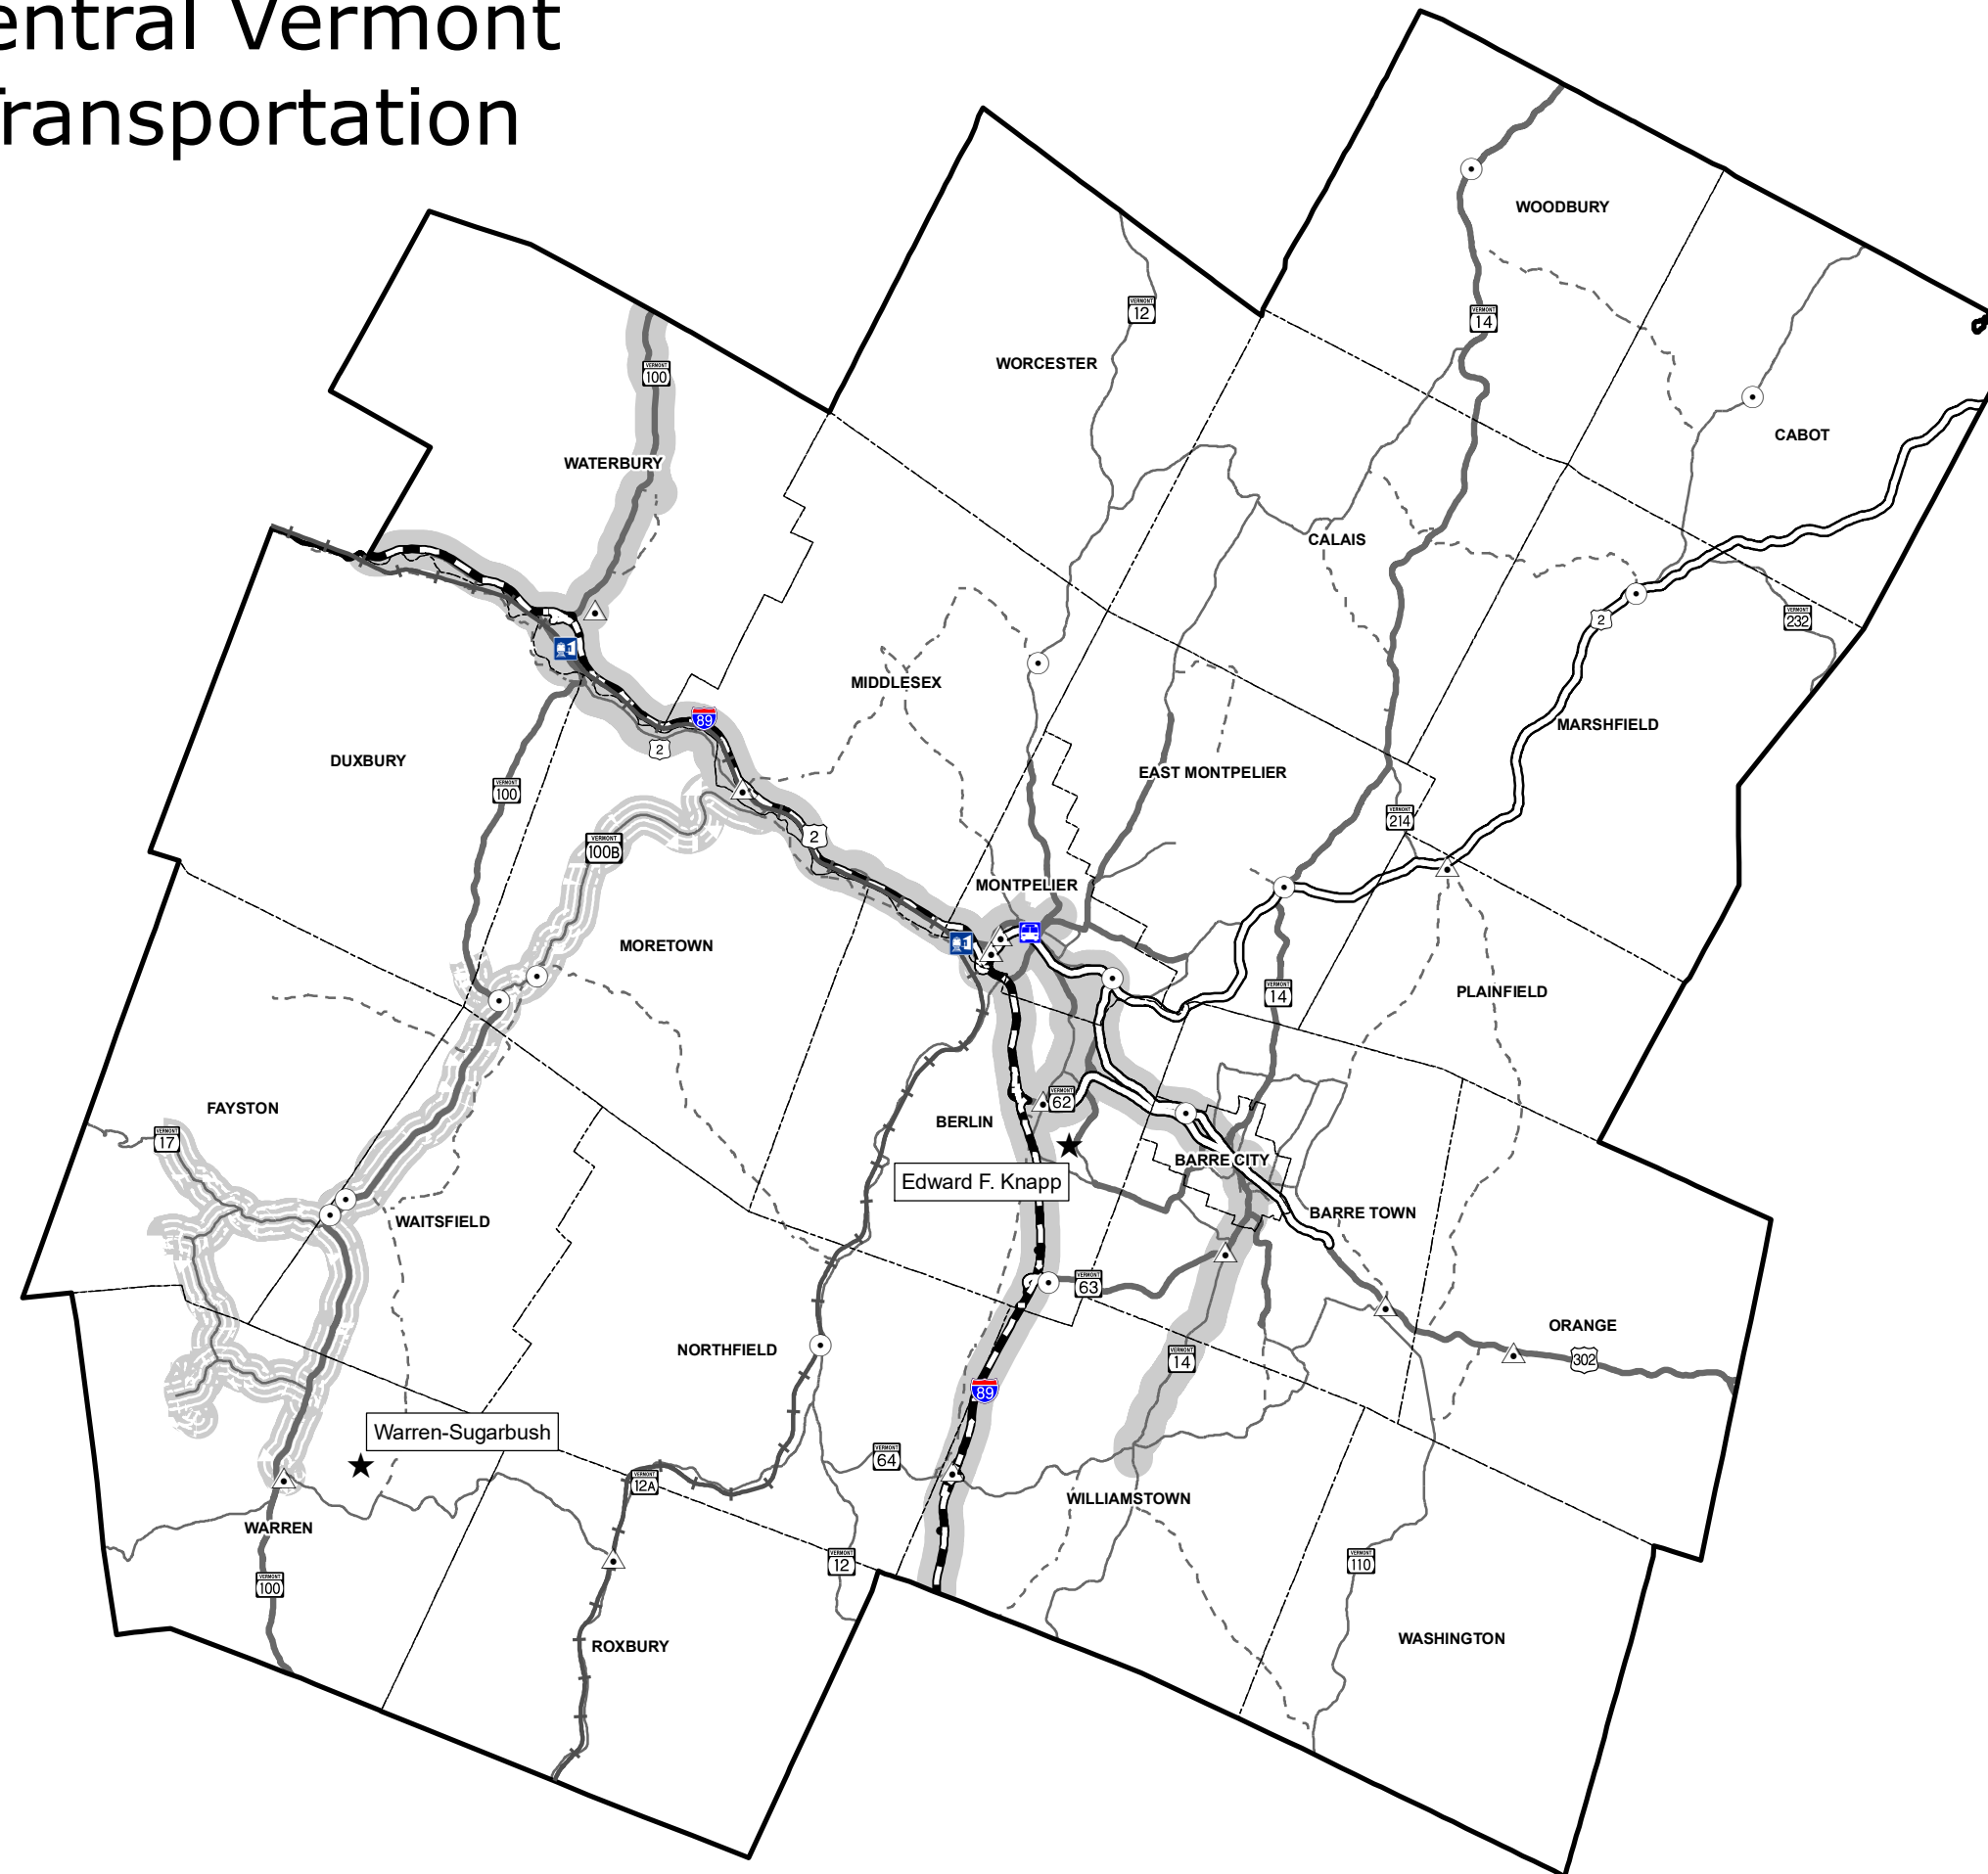 entral Vermont
Transportation
WOODBURY
VERMONT
12
VERMONT
14
WORCESTER
VERMONT
100
CABOT
WATERBURY
CALAIS
2
VERMONT
232
MIDDLESEX
89
MARSHFIELD
2
DUXBURY
EAST MONTPELIER
VERMONT
100
VERMONT
214
2
VERMONT
100B
MONTPELIER
MORETOWN
PLAINFIELD
VERMONT
14
FAYSTON
VERMONT
62
BERLIN
VERMONT
17
BARRE CITY
Edward F. Knapp
BARRE TOWN
WAITSFIELD
VERMONT
63
ORANGE
NORTHFIELD
VERMONT
14
302
89
Warren-Sugarbush
VERMONT
64
VERMONT
12A
WILLIAMSTOWN
WARREN
VERMONT
12
VERMONT
110
VERMONT
100
WASHINGTON
ROXBURY